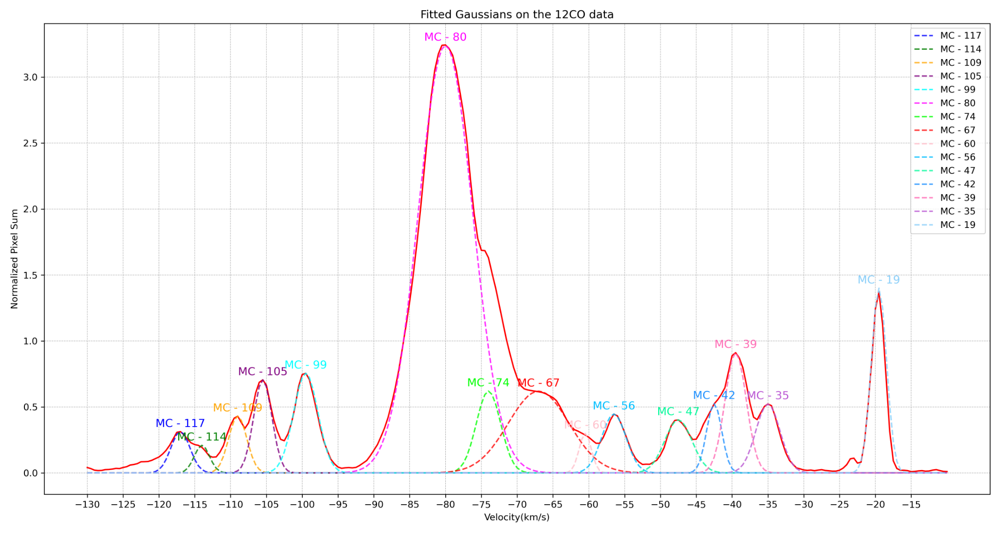 Fitted Gaussians on the 12CO data
MC - 80
MC - 117
MC - 114
MC - 109
MC - 105
MC - 99
MC - 80
MC - 74
MC - 67
MC - 60
MC - 56
MC - 47
MC - 42
MC - 39
MC - 35
MC - 19
3.0
2.5
2.0
1.5
1.0
0.5
0.0
Normalized Pixel Sum
MC - 117
MC - 114
MC - 109
MC - 105
MC - 99
MC - 74
MC - 67
MC - 60
MC - 56
MC - 47
MC - 42
MC - 39
MC - 35
MC - 19
−130 −125 −120 −115 −110 −105 −100 −95 −90 −85 −80 −75 −70 −65 −60 −55 −50 −45 −40 −35 −30 −25 −20 −15
Velocity(km/s)